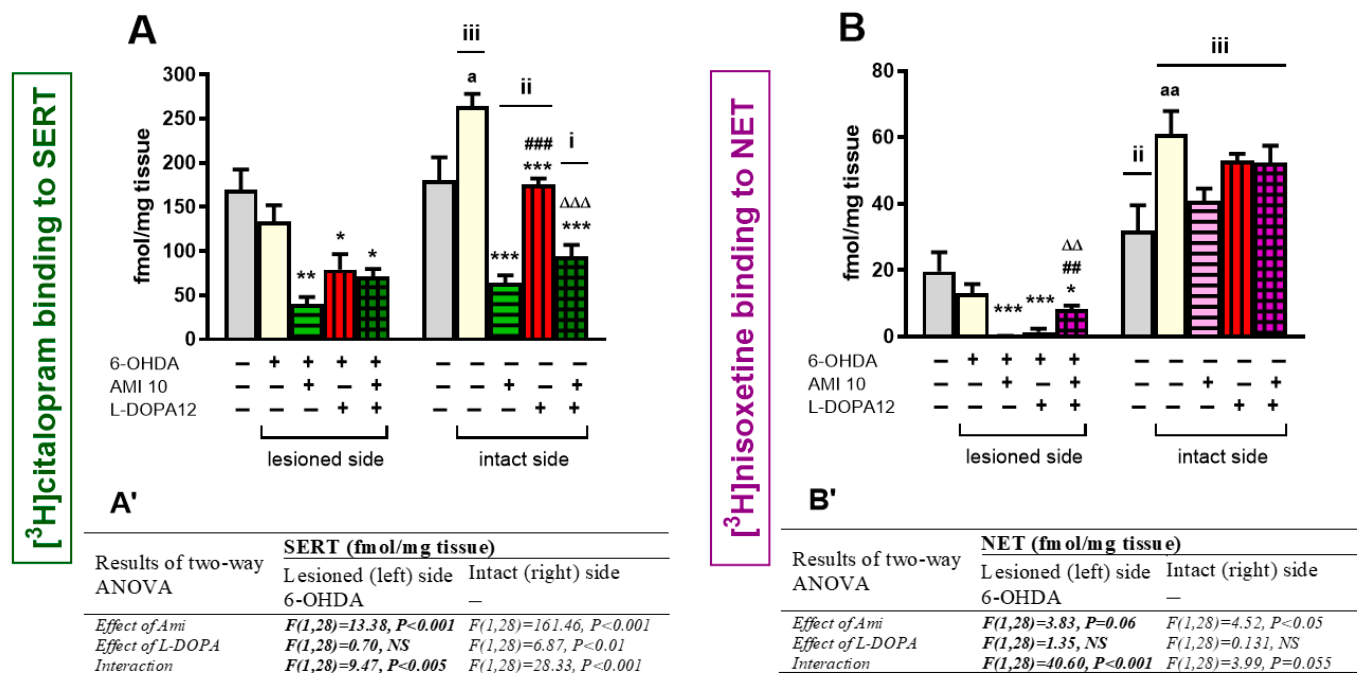 [³H]citalopram binding to SERT
A
fmol/mg tissue
300
250
200
150
100
50
0
**
*
*
iii
a
***
ii
###
***
i
ΔΔΔ
***
6-OHDA − + + + + − − − − −
AMI 10 − − + − + − − + − +
L-DOPA12 − − − + + − − − + +
lesioned side
intact side
A'
Results of two-way ANOVA
SERT (fmol/mg tissue)
Lesioned (left) side 6-OHDA
Intact (right) side —
Effect of Ami F(1,28)=13.38, P<0.001 F(1,28)=161.46, P<0.001
Effect of L-DOPA F(1,28)=0.70, NS F(1,28)=6.87, P<0.01
Interaction F(1,28)=9.47, P<0.005 F(1,28)=28.33, P<0.001
[³H]nisoxetine binding to NET
B
fmol/mg tissue
80
60
40
20
0
***
***
ΔΔ
##
*
ii
iii
aa
6-OHDA − + + + + − − − − −
AMI 10 − − + − + − − + − +
L-DOPA12 − − − + + − − − + +
lesioned side
intact side
B'
Results of two-way ANOVA
NET (fmol/mg tissue)
Lesioned (left) side 6-OHDA
Intact (right) side —
Effect of Ami F(1,28)=3.83, P=0.06 F(1,28)=4.52, P<0.05
Effect of L-DOPA F(1,28)=1.35, NS F(1,28)=0.131, NS
Interaction F(1,28)=40.60, P<0.001 F(1,28)=3.99, P=0.055